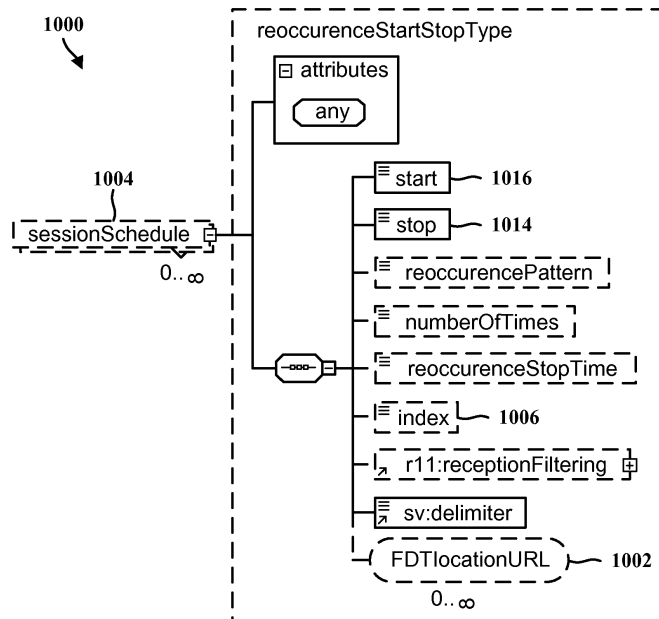 1000
reoccurenceStartStopType
attributes
any
1004
sessionSchedule
0..∞
start
1016
stop
1014
reoccurencePattern
numberOfTimes
reoccurenceStopTime
index
1006
r11:receptionFiltering
sv:delimiter
FDTlocationURL
1002
0..∞